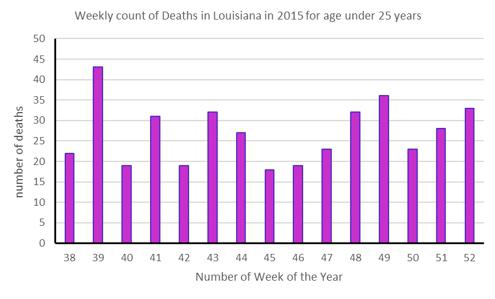 Weekly count of Deaths in Louisiana in 2015 for age under 25 years
number of deaths
50
45
40
35
30
25
20
15
10
5
0
38 39 40 41 42 43 44 45 46 47 48 49 50 51 52
Number of Week of the Year